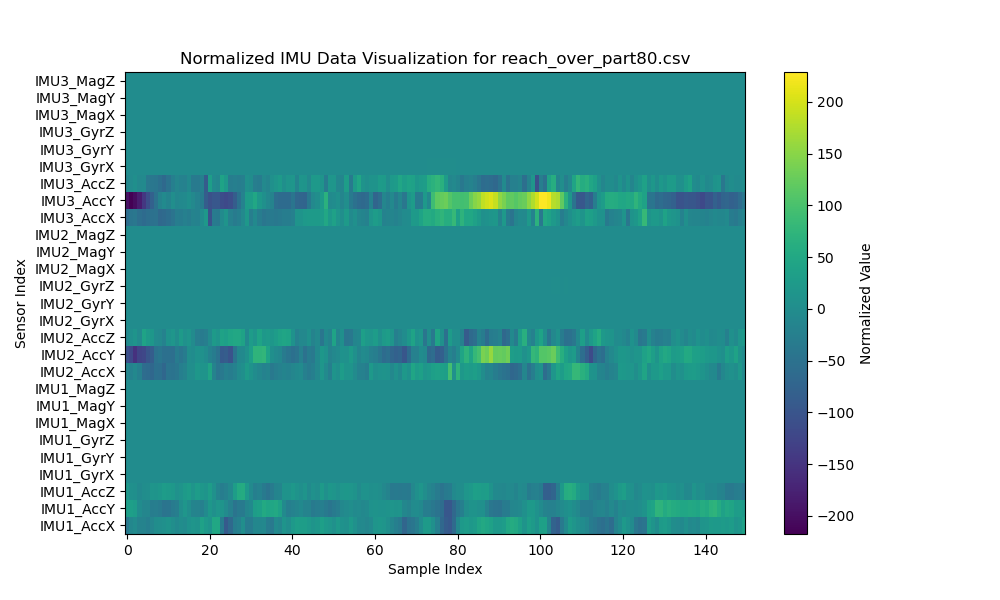 Normalized IMU Data Visualization for reach_over_part80.csv
IMU3_MagZ
IMU3_MagY
IMU3_MagX
IMU3_GyrZ
IMU3_GyrY
IMU3_GyrX
IMU3_AccZ
IMU3_AccY
IMU3_AccX
IMU2_MagZ
IMU2_MagY
IMU2_MagX
IMU2_GyrZ
IMU2_GyrY
IMU2_GyrX
IMU2_AccZ
IMU2_AccY
IMU2_AccX
IMU1_MagZ
IMU1_MagY
IMU1_MagX
IMU1_GyrZ
IMU1_GyrY
IMU1_GyrX
IMU1_AccZ
IMU1_AccY
IMU1_AccX
Sensor Index
0 20 40 60 80 100 120 140
Sample Index
200
150
100
50
0
−50
−100
−150
−200
Normalized Value